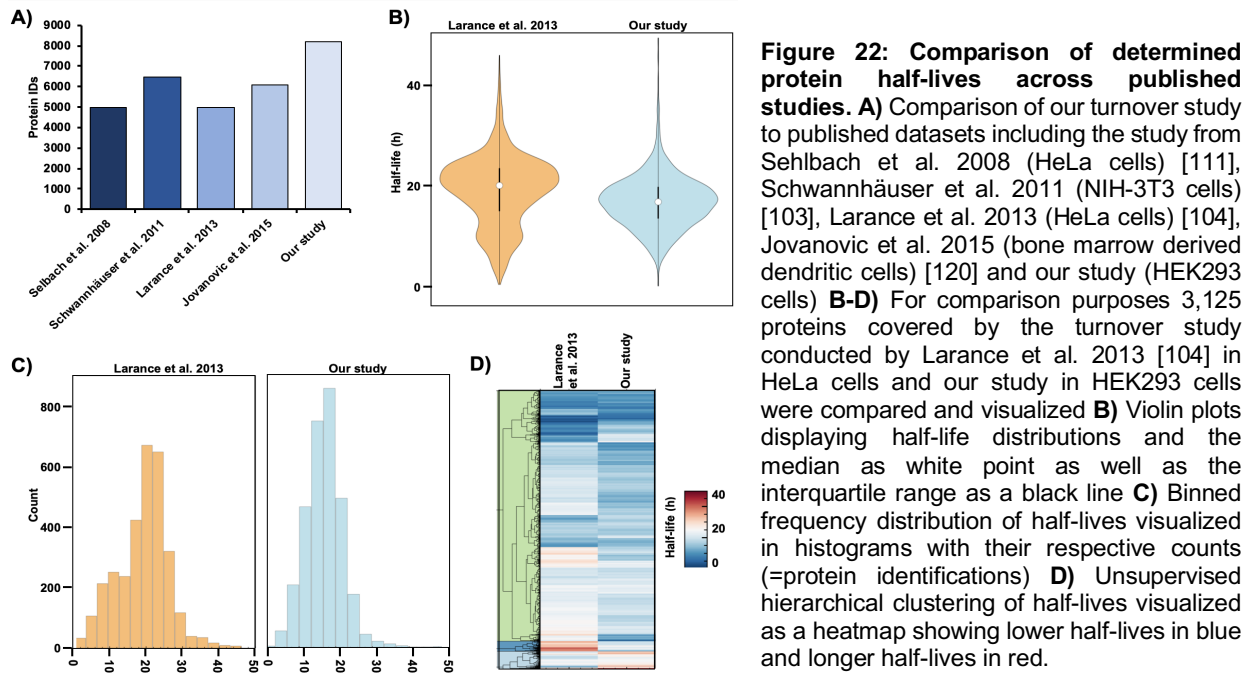 A)
9000
8000
7000
6000
5000
4000
3000
2000
1000
0
Protein IDs
Selbach et al. 2008
Schwannhäuser et al. 2011
Larance et al. 2013
Jovanovic et al. 2015
Our study
B)
Larance et al. 2013
Our study
40
20
0
Half-life (h)
C)
Larance et al. 2013
Our study
800
600
400
200
0
Count
0
10
20
30
40
50
0
10
20
30
40
50
D)
Larance
et al. 2013
Our study
Half-life (h)
40
20
0
Figure 22: Comparison of determined
protein half-lives across published
studies. A) Comparison of our turnover study
to published datasets including the study from
Sehlbach et al. 2008 (HeLa cells) [111],
Schwannhäuser et al. 2011 (NIH-3T3 cells)
[103], Larance et al. 2013 (HeLa cells) [104],
Jovanovic et al. 2015 (bone marrow derived
dendritic cells) [120] and our study (HEK293
cells) B-D) For comparison purposes 3,125
proteins covered by the turnover study
conducted by Larance et al. 2013 [104] in
HeLa cells and our study in HEK293 cells
were compared and visualized B) Violin plots
displaying half-life distributions and the
median as white point as well as the
interquartile range as a black line C) Binned
frequency distribution of half-lives visualized
in histograms with their respective counts
(=protein identifications) D) Unsupervised
hierarchical clustering of half-lives visualized
as a heatmap showing lower half-lives in blue
and longer half-lives in red.